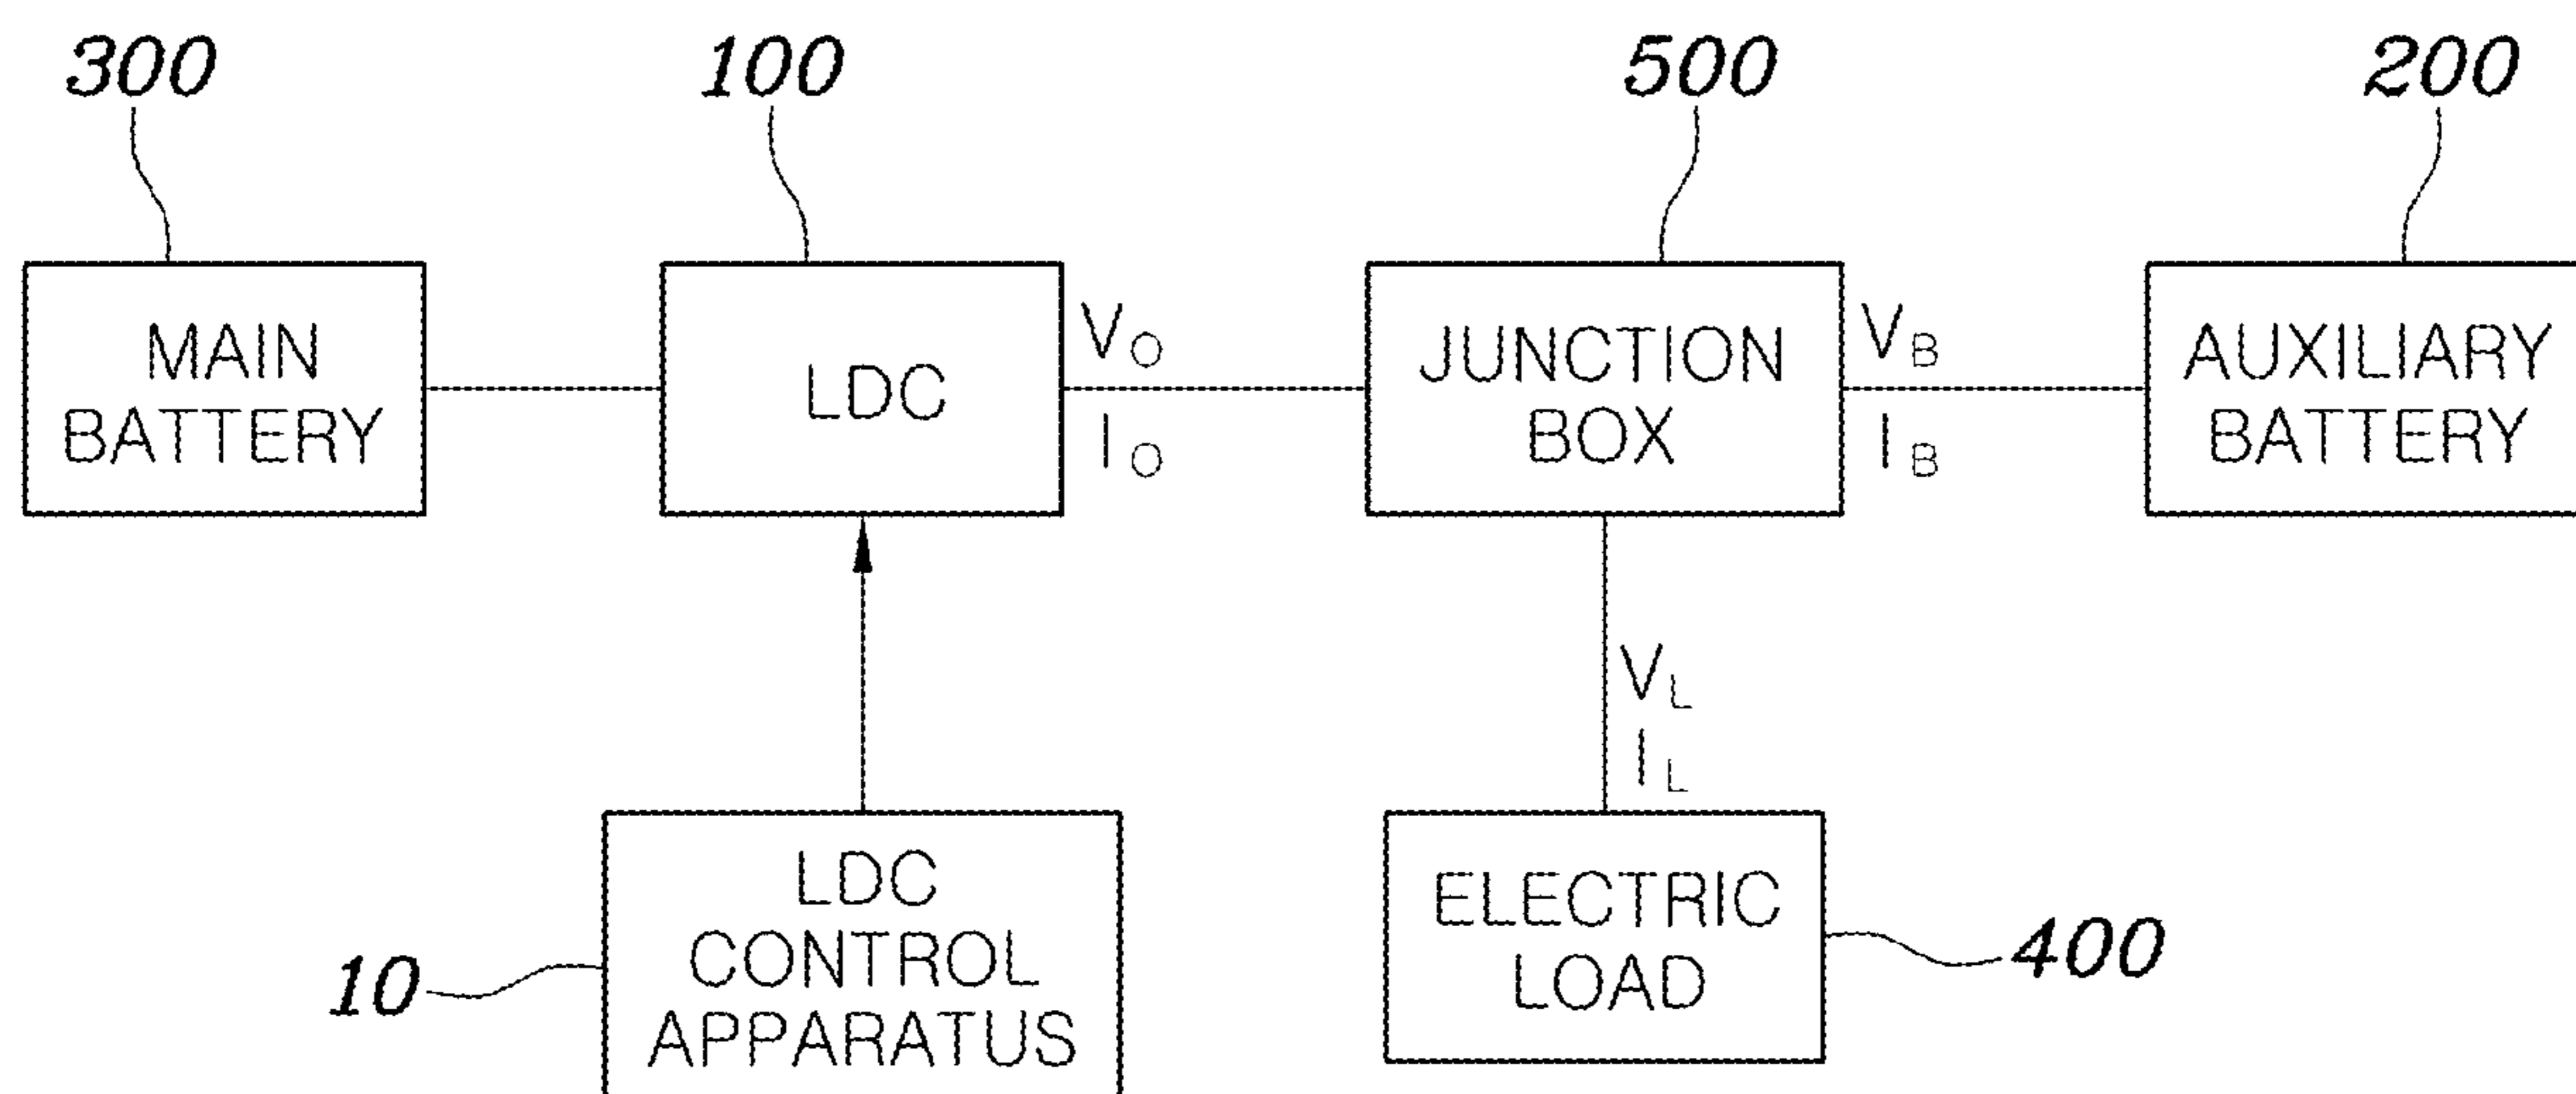 300
100
500
200
MAIN
BATTERY
LDC
VO
IO
JUNCTION
BOX
VB
IB
AUXILIARY
BATTERY
VL
IL
LDC
CONTROL
APPARATUS
10
ELECTRIC
LOAD
400